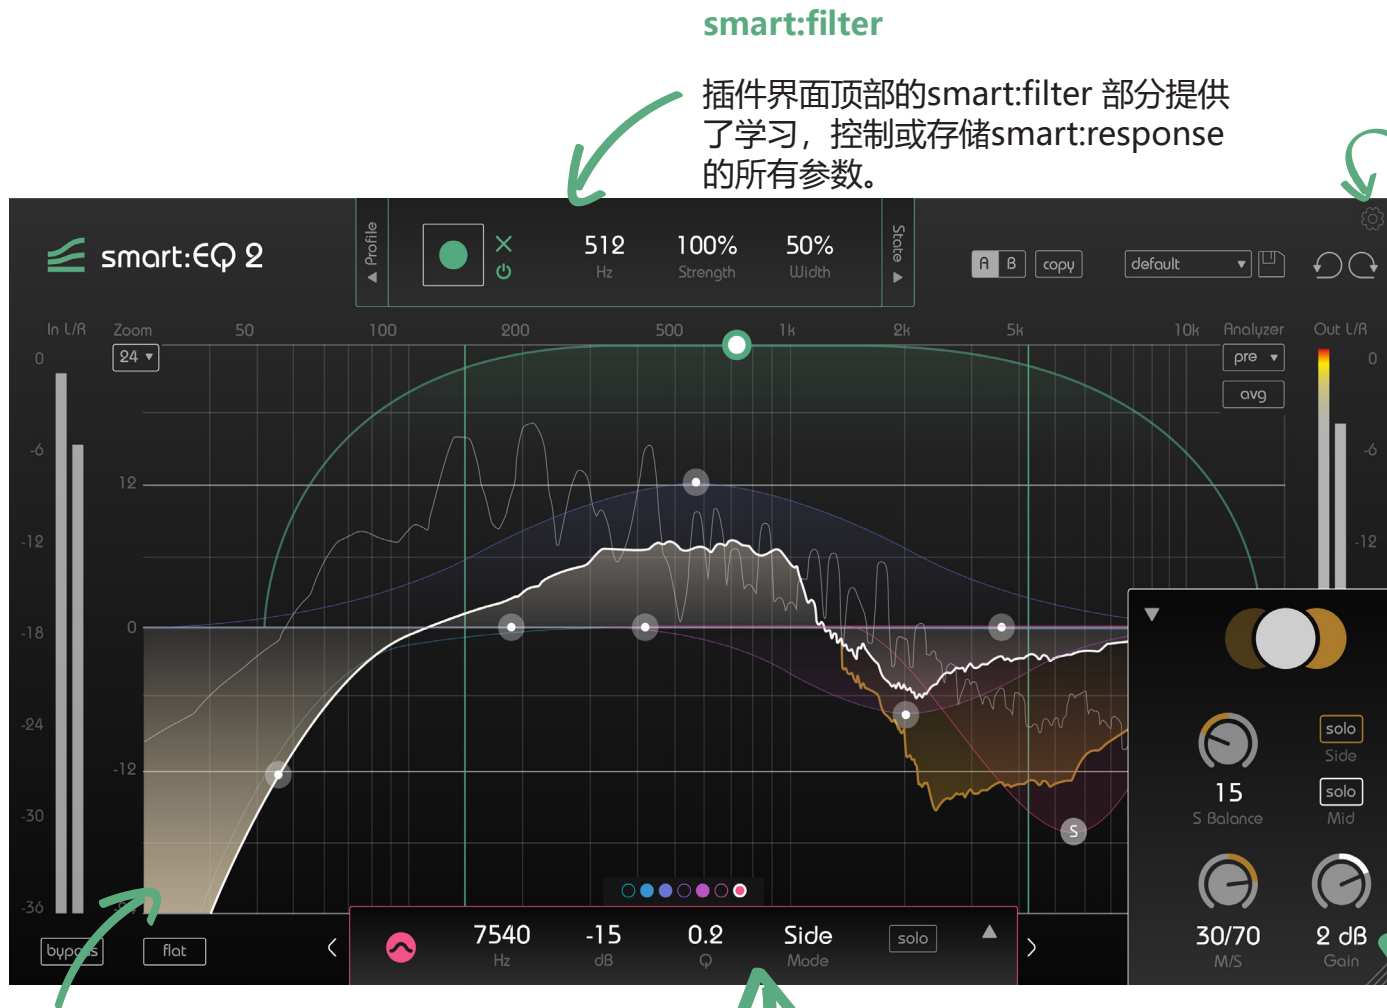 smart:filter
插件界面顶部的smart:filter 部分提供
了学习，控制或存储smart:response
的所有参数。
smart:EQ 2
Profile
512
Hz
100%
Strength
50%
Width
State
A B copy
default
In L/R
Zoom
50 100 200 500 1k 2k 5k 10k
Analyzer
Out L/R
24
pre
avg
0
-6
-12
-18
-24
-30
-36
12
0
-12
0
-6
-12
S
solo
Side
15
S Balance
solo
Mid
30/70
M/S
2 dB
Gain
bypass
flat
7540
Hz
-15
dB
0.2
Q
Side
Mode
solo